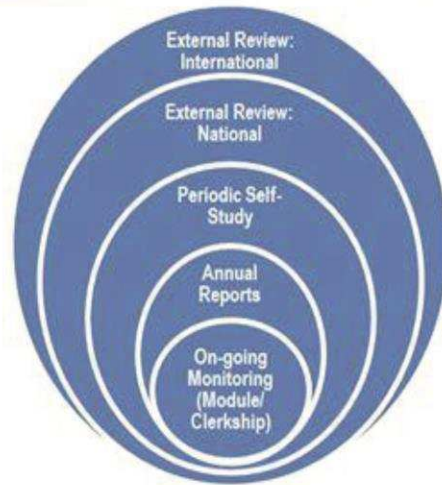 External Review:
International
External Review:
National
Periodic Self-
Study
Annual
Reports
On-going
Monitoring
(Module/
Clerkship)